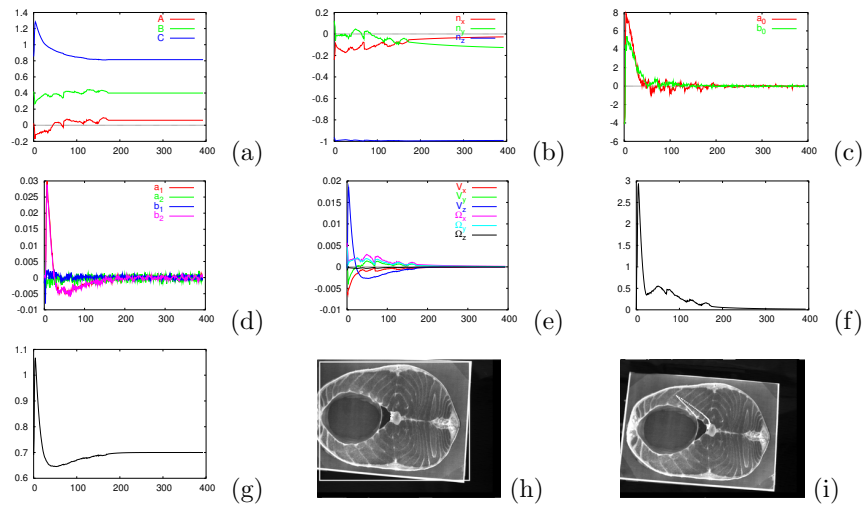 1.4
1.2
1
0.8
0.6
0.4
0.2
0
-0.2
0 100 200 300 400
A
B
C
(a)
0.2
0
-0.2
-0.4
-0.6
-0.8
-1
0 100 200 300 400
n_x
n_y
n_z
(b)
8
6
4
2
0
-2
-4
-6
0 100 200 300 400
a_0
b_0
(c)
0.03
0.025
0.02
0.015
0.01
0.005
0
-0.005
-0.01
0 100 200 300 400
a_1
a_2
b_1
b_2
(d)
0.02
0.015
0.01
0.005
0
-0.005
-0.01
0 100 200 300 400
V_x
V_y
V_z
Ω_x
Ω_y
Ω_z
(e)
3
2.5
2
1.5
1
0.5
0
0 100 200 300 400
(f)
1.1
1
0.9
0.8
0.7
0.6
0 100 200 300 400
(g)
(h)
(i)